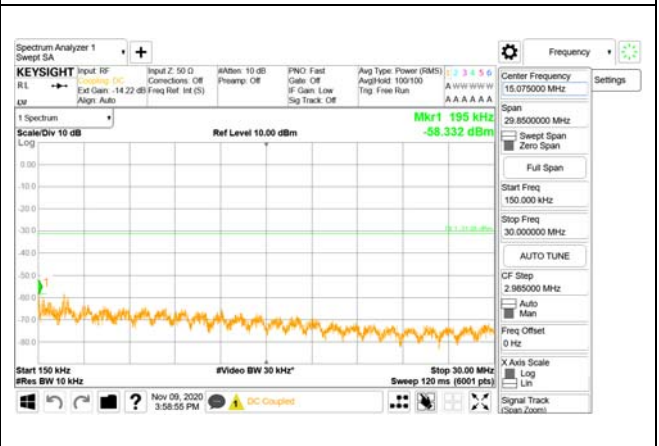 Spectrum Analyzer 1
Swept SA
Frequency
KEYSIGHT
Input: RF
Coupling: DC
Ext Gain: -14.22 dB
Align: Auto
RL
Input Z: 50 Ω
Corrections: Off
Freq Ref: Int (S)
#Atten: 10 dB
Preamp: Off
PNO: Fast
Gate: Off
IF Gain: Low
Sig Track: Off
Avg Type: Power (RMS)
Avg|Hold: 100/100
Trig: Free Run
1 2 3 4 5 6
A W W W W W
A A A A A A
1 Spectrum
Scale/Div 10 dB
Log
Ref Level 10.00 dBm
Mkr1 195 kHz
-58.332 dBm
0.00
-10.0
-20.0
-30.0
-40.0
-50.0
-60.0
-70.0
-80.0
1
Start 150 kHz
#Res BW 10 kHz
#Video BW 30 kHz*
Stop 30.00 MHz
Sweep 120 ms (6001 pts)
Nov 09, 2020
3:58:55 PM
DC Coupled
Settings
Center Frequency
15.075000 MHz
Span
29.8500000 MHz
Swept Span
Zero Span
Full Span
Start Freq
150.000 kHz
Stop Freq
30.000000 MHz
AUTO TUNE
CF Step
2.985000 MHz
Auto
Man
Freq Offset
0 Hz
X Axis Scale
Log
Lin
Signal Track
(Span Zoom)